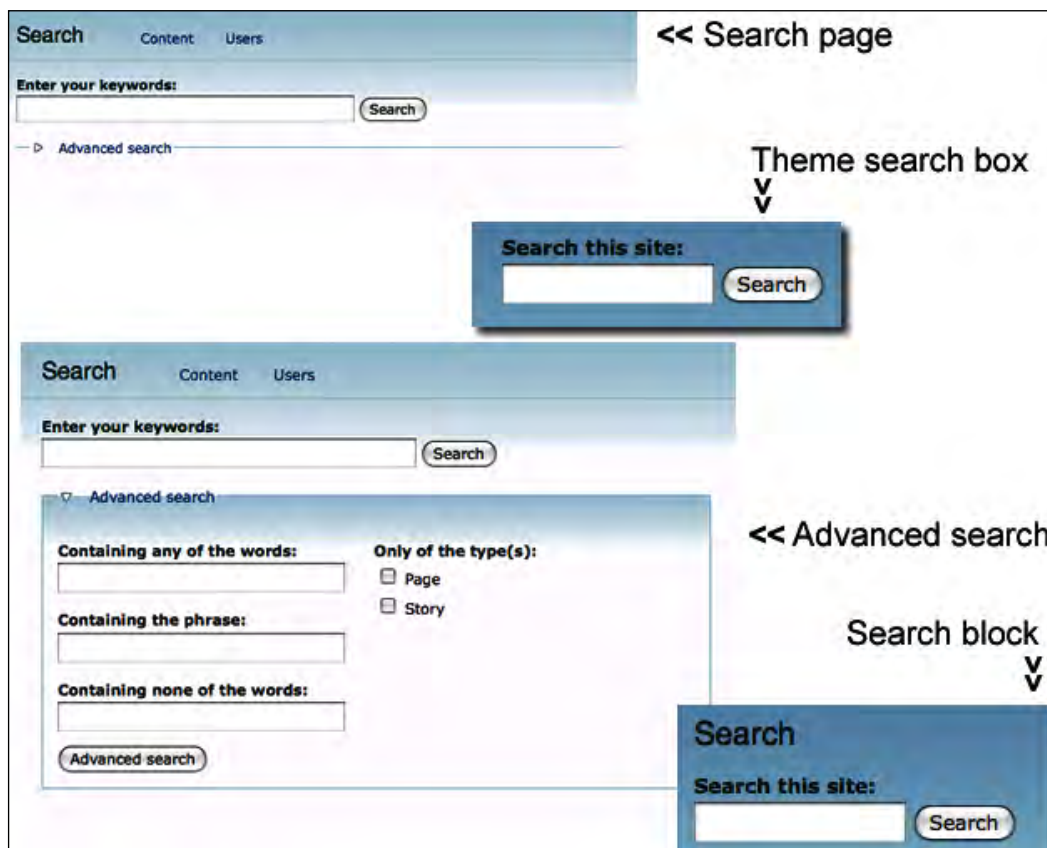 Search Content Users
<< Search page
Enter your keywords:
Search
Advanced search
Theme search box
>>
Search this site:
Search
Search Content Users
Enter your keywords:
Search
Advanced search
<< Advanced search
Containing any of the words:
Only of the type(s):
Page
Story
Containing the phrase:
Containing none of the words:
Advanced search
Search block
>>
Search
Search this site:
Search